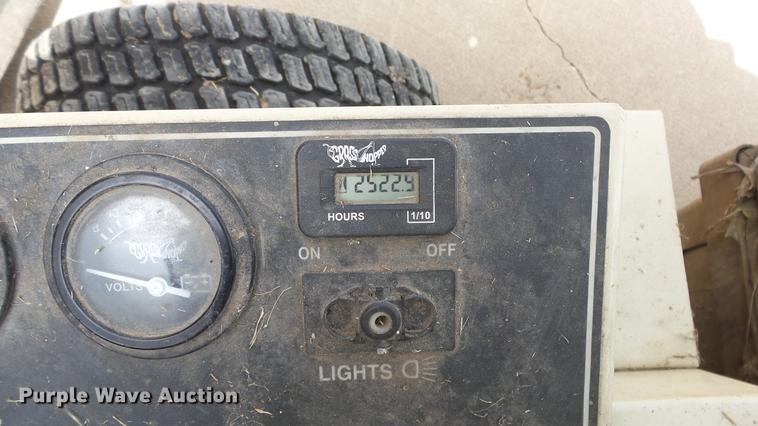 GRASSHOPPER
2522.5
HOURS 1/10
ON OFF
VOLTS
LIGHTS
Purple Wave Auction